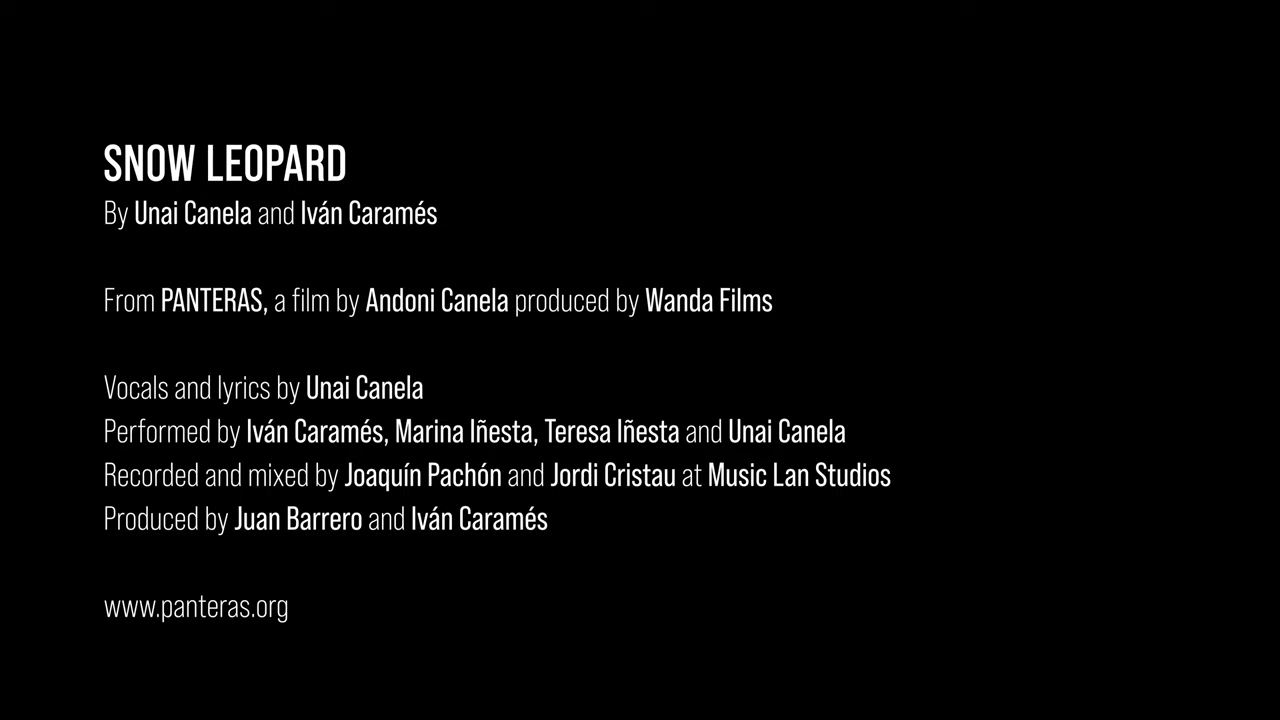 SNOW LEOPARD
By Unai Canela and Iván Caramés
From PANTERAS, a film by Andoni Canela produced by Wanda Films
Vocals and lyrics by Unai Canela
Performed by Iván Caramés, Marina Iñesta, Teresa Iñesta and Unai Canela
Recorded and mixed by Joaquín Pachón and Jordi Cristau at Music Lan Studios
Produced by Juan Barrero and Iván Caramés
www.panteras.org